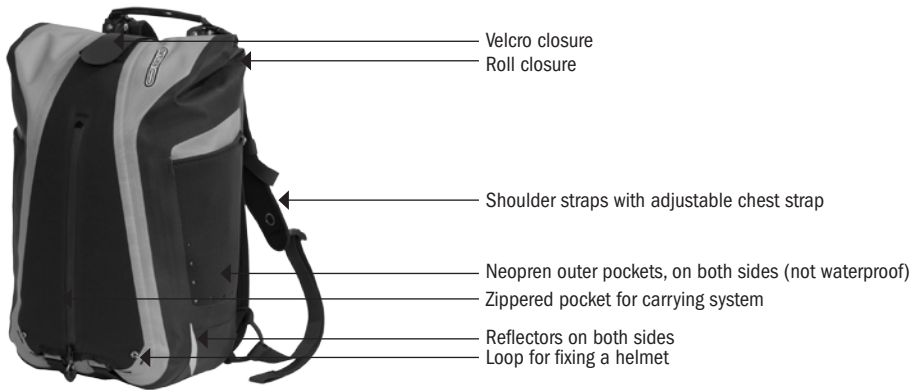 Velcro closure
Roll closure
Shoulder straps with adjustable chest strap
Neopren outer pockets, on both sides (not waterproof)
Zippered pocket for carrying system
Reflectors on both sides
Loop for fixing a helmet